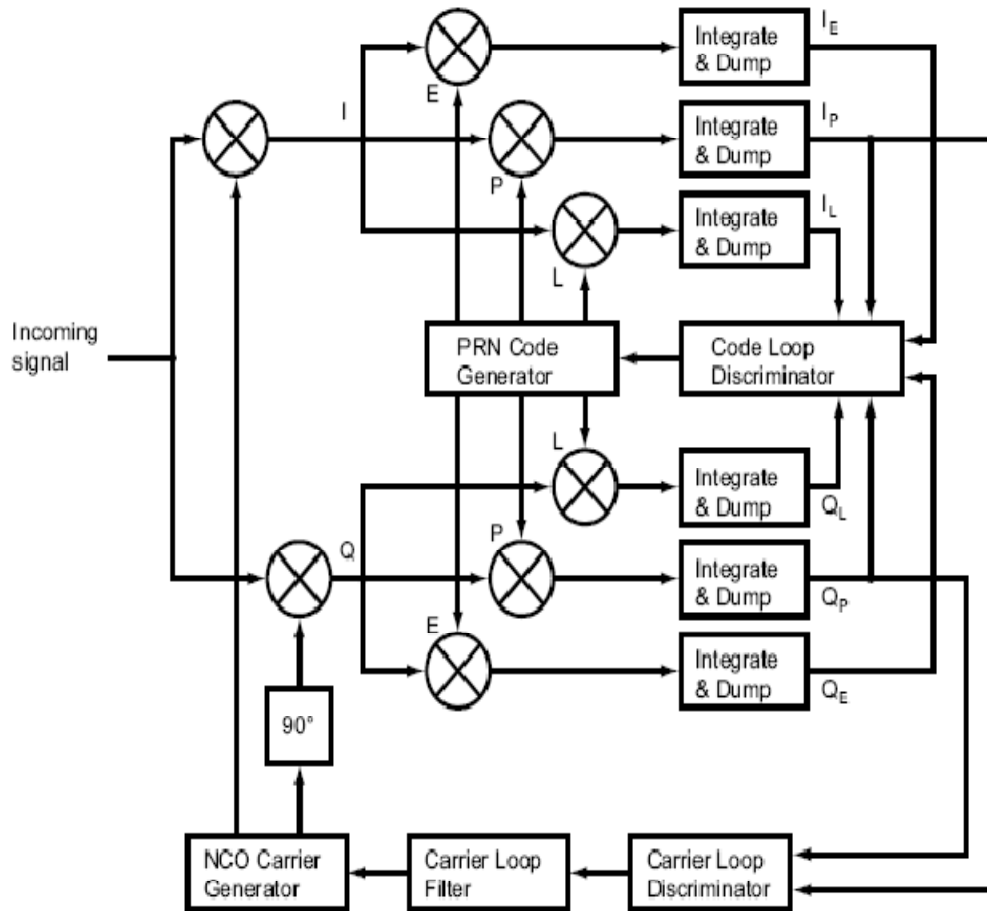 I_E
Integrate
& Dump
E
I
I_P
Integrate
& Dump
P
I_L
Integrate
& Dump
L
Incoming
signal
PRN Code
Generator
Code Loop
Discriminator
L
Integrate
& Dump
Q_L
P
Q
Integrate
& Dump
Q_P
E
Integrate
& Dump
Q_E
90°
NCO Carrier
Generator
Carrier Loop
Filter
Carrier Loop
Discriminator